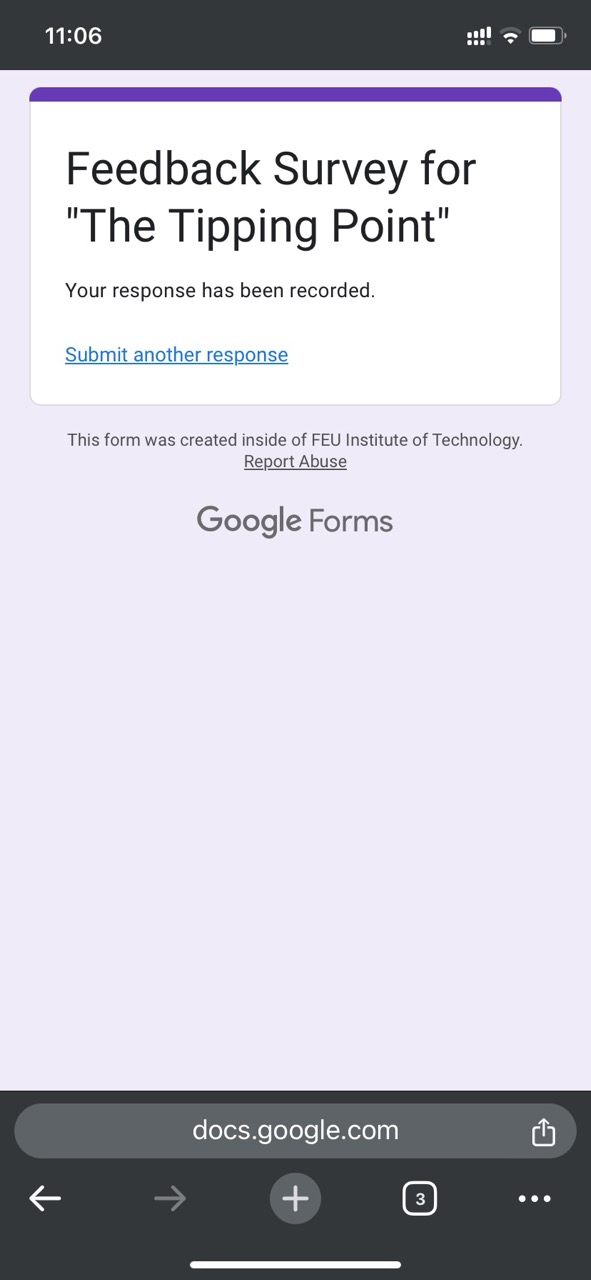 11:06
Feedback Survey for
"The Tipping Point"
Your response has been recorded.
Submit another response
This form was created inside of FEU Institute of Technology.
Report Abuse
Google Forms
docs.google.com
3